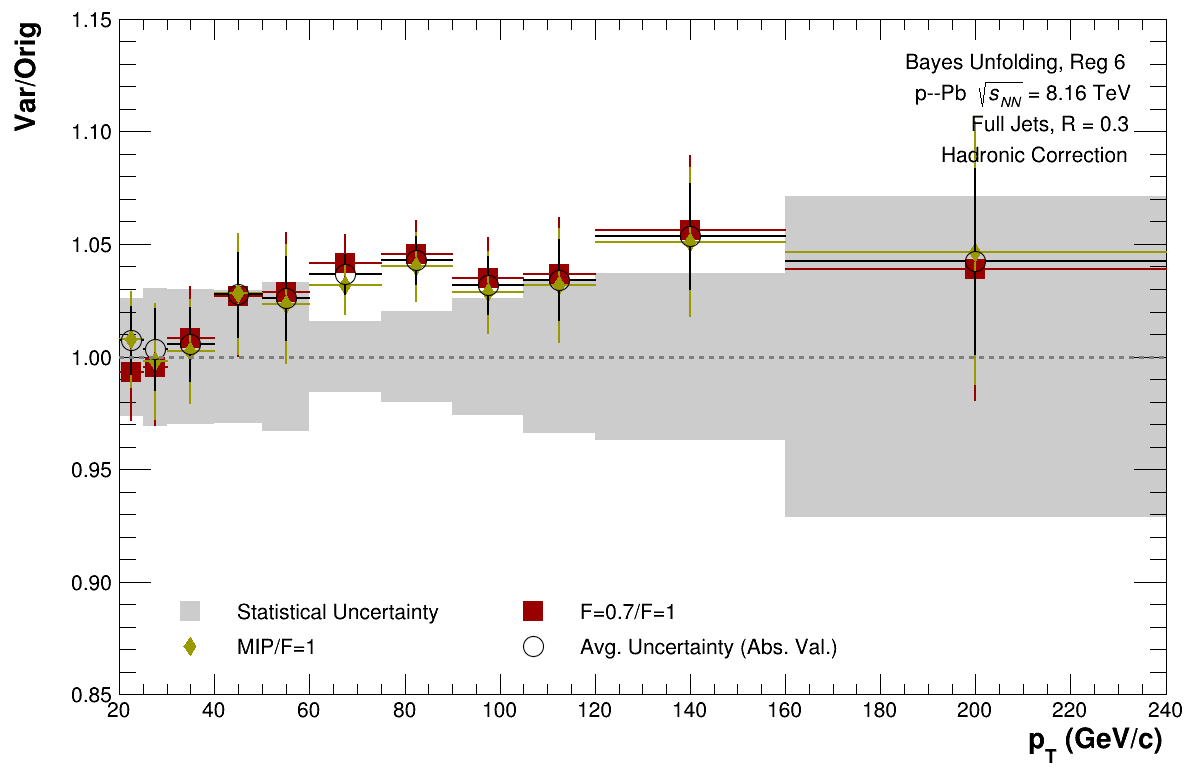 Var/Orig
1.15
1.10
1.05
1.00
0.95
0.90
0.85
Bayes Unfolding, Reg 6
p--Pb √s_NN = 8.16 TeV
Full Jets, R = 0.3
Hadronic Correction
Statistical Uncertainty
F=0.7/F=1
MIP/F=1
Avg. Uncertainty (Abs. Val.)
20 40 60 80 100 120 140 160 180 200 220 240
p_T (GeV/c)